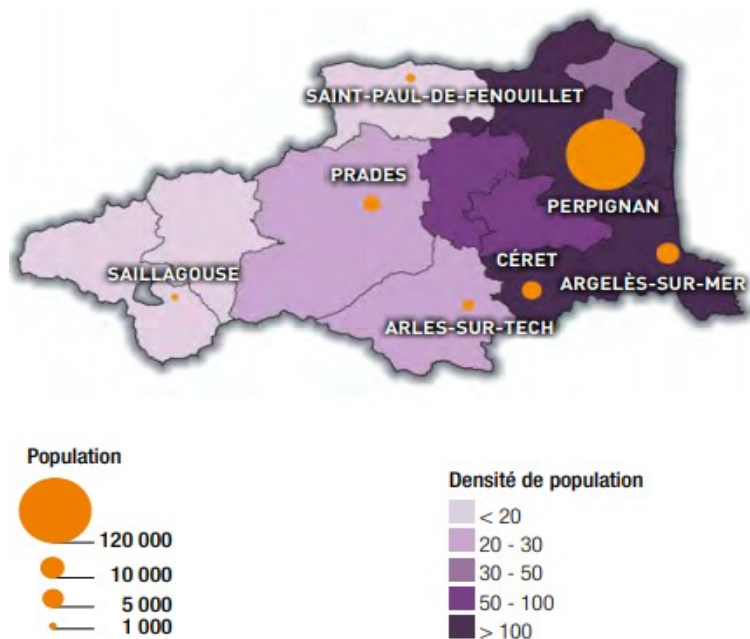 SAINT-PAUL-DE-FENOUILLET
PRADES
PERPIGNAN
SAILLAGOUSE
CÉRET
ARGELÈS-SUR-MER
ARLES-SUR-TECH
Population
120 000
10 000
5 000
1 000
Densité de population
< 20
20 - 30
30 - 50
50 - 100
> 100